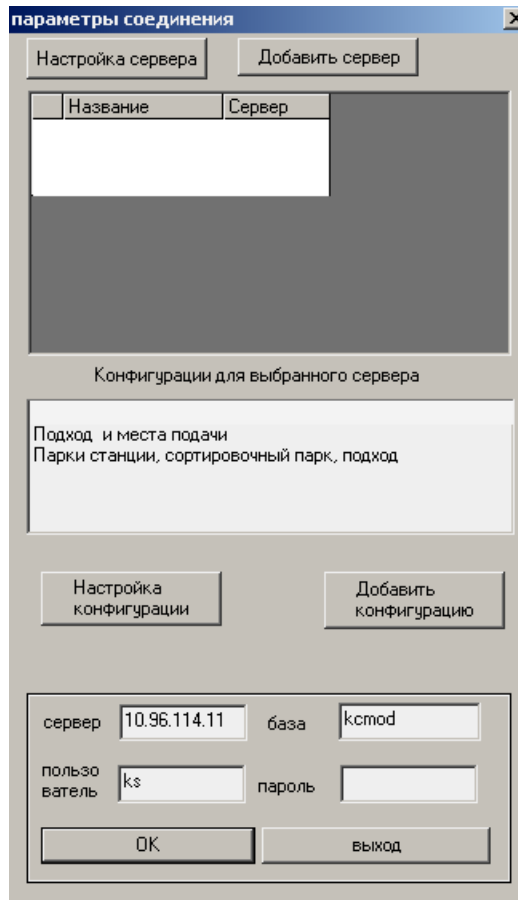 параметры соединения
Настройка сервера
Добавить сервер
Название
Сервер
Конфигурации для выбранного сервера
Подход и места подачи
Парки станции, сортировочный парк, подход
Настройка
конфигурации
Добавить
конфигурацию
сервер
10.96.114.11
база
kcmod
пользо
ватель
ks
пароль
OK
выход